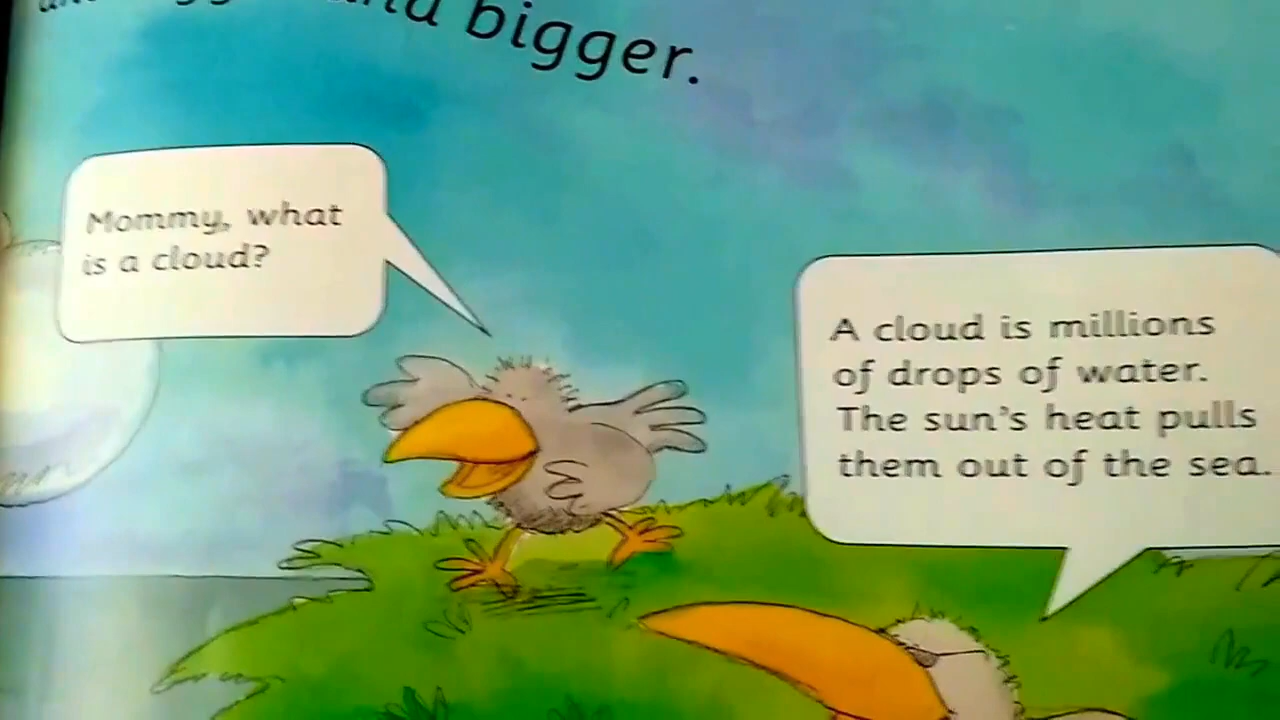 and bigger.
Mommy, what
is a cloud?
A cloud is millions
of drops of water.
The sun's heat pulls
them out of the sea.